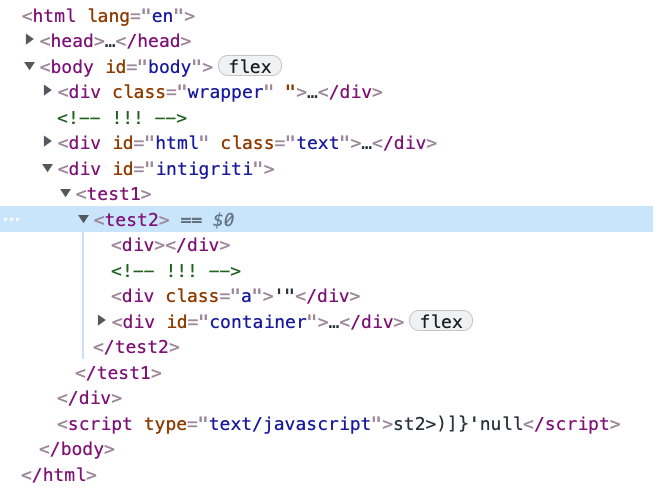 <html lang="en">
<head>…</head>
<body id="body"> flex
<div class="wrapper" ">…</div>
<!-- !!! -->
<div id="html" class="text">…</div>
<div id="intigriti">
<test1>
… <test2> == $0
<div></div>
<!-- !!! -->
<div class="a">'"</div>
<div id="container">…</div> flex
</test2>
</test1>
</div>
<script type="text/javascript">st2>)]}'null</script>
</body>
</html>